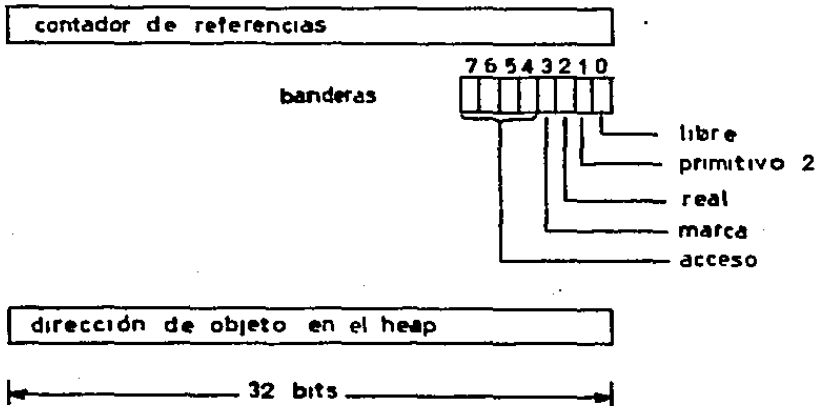 contador de referencias
7 6 5 4 3 2 1 0
banderas
libre
primitivo 2
real
marca
acceso
dirección de objeto en el heap
32 bits